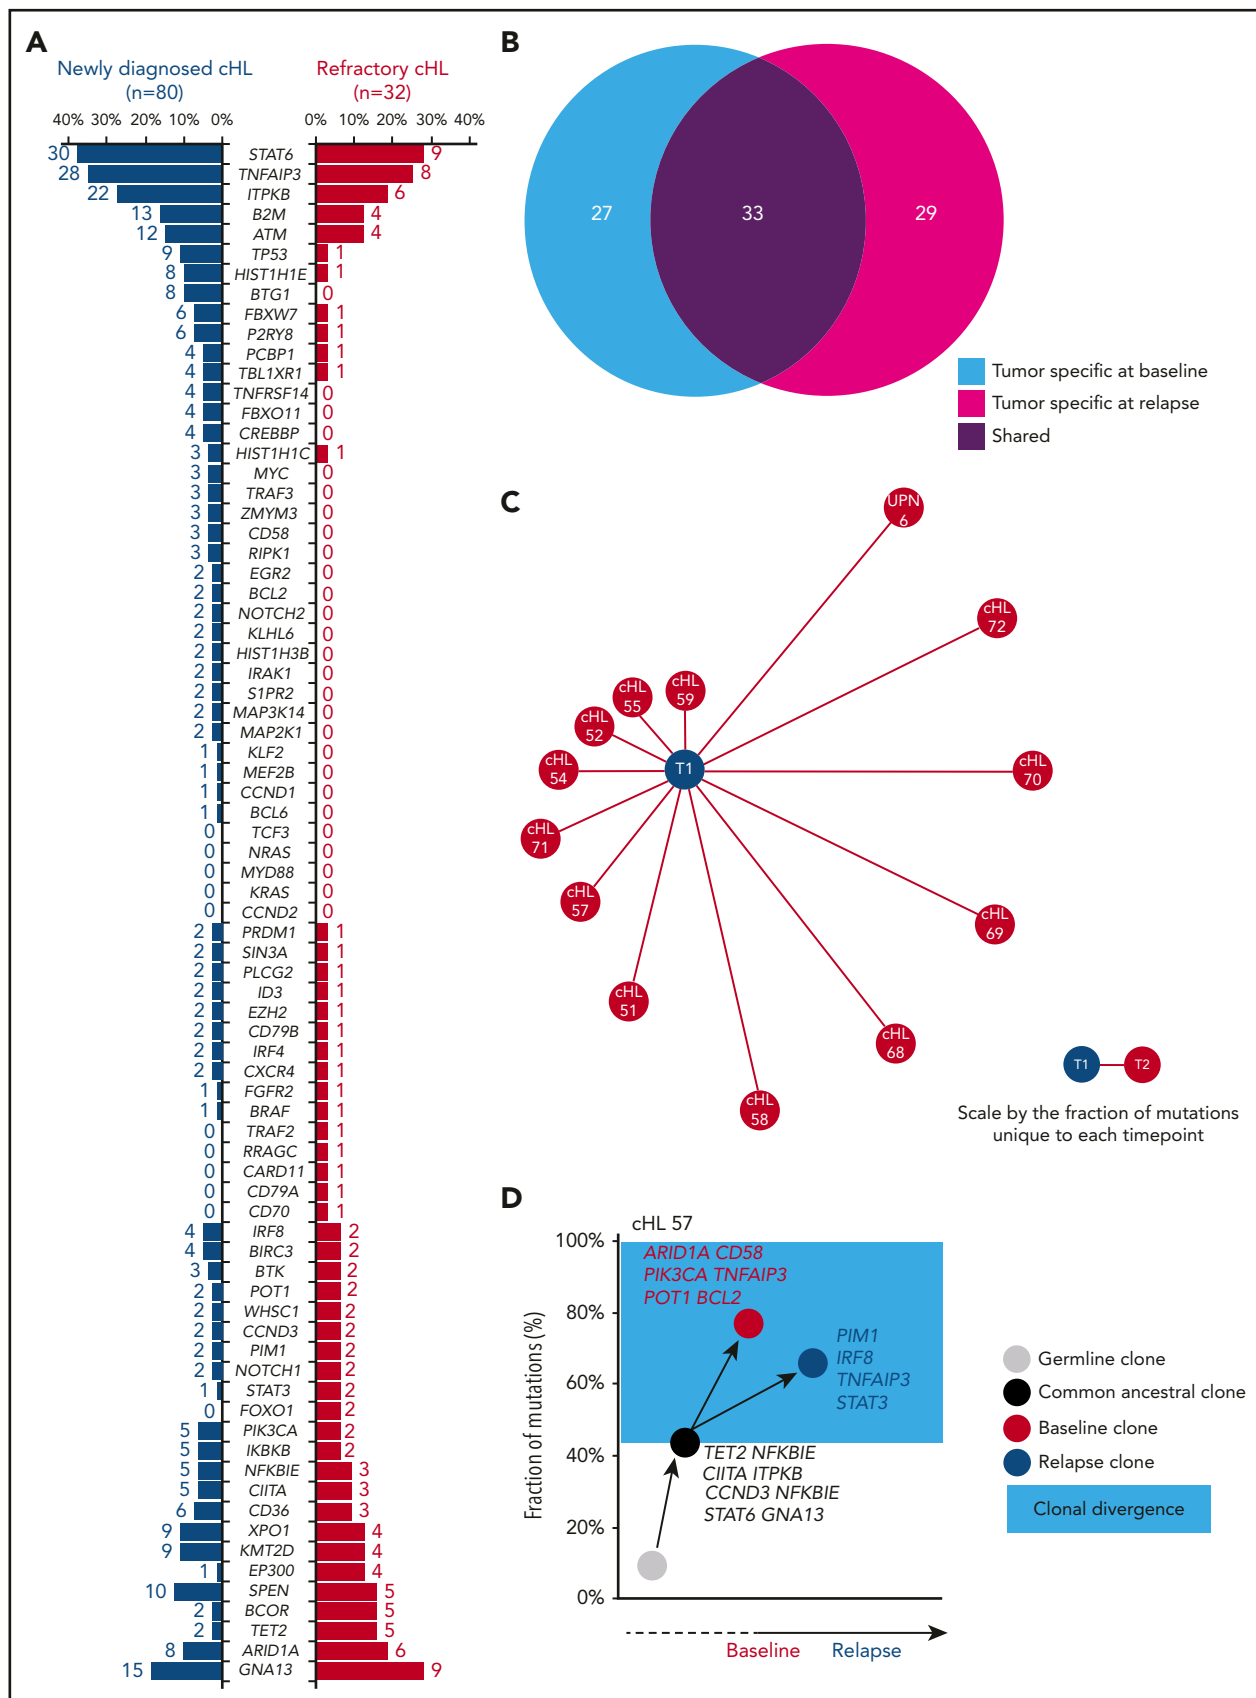 A
Newly diagnosed cHL
(n=80)
Refractory cHL
(n=32)
40% 30% 20% 10% 0%
0% 10% 20% 30% 40%
30 STAT6 9
28 TNFAIP3 8
22 ITPKB 6
13 B2M 4
12 ATM 4
9 TP53 1
8 HIST1H1E 1
8 BTG1 0
6 FBXW7 1
6 P2RY8 1
4 PCBP1 1
4 TBL1XR1 1
4 TNFRSF14 0
4 FBXO11 0
4 CREBBP 0
3 HIST1H1C 1
3 MYC 0
3 TRAF3 0
3 ZMYM3 0
3 CD58 0
3 RIPK1 0
2 EGR2 0
2 BCL2 0
2 NOTCH2 0
2 KLHL6 0
2 HIST1H3B 0
2 IRAK1 0
2 S1PR2 0
2 MAP3K14 0
2 MAP2K1 0
1 KLF2 0
1 MEF2B 0
1 CCND1 0
1 BCL6 0
0 TCF3 0
0 NRAS 0
0 MYD88 0
0 KRAS 0
0 CCND2 0
2 PRDM1 1
2 SIN3A 1
2 PLCG2 1
2 ID3 1
2 EZH2 1
2 CD79B 1
2 IRF4 1
2 CXCR4 1
1 FGFR2 1
1 BRAF 1
0 TRAF2 1
0 RRAGC 1
0 CARD11 1
0 CD79A 1
0 CD70 1
4 IRF8 2
4 BIRC3 2
3 BTK 2
2 POT1 2
2 WHSC1 2
2 CCND3 2
2 PIM1 2
2 NOTCH1 2
1 STAT3 2
0 FOXO1 2
5 PIK3CA 2
5 IKBKB 2
5 NFKBIE 3
5 CIITA 3
6 CD36 3
9 XPO1 4
9 KMT2D 4
1 EP300 4
10 SPEN 5
2 BCOR 5
2 TET2 5
8 ARID1A 6
15 GNA13 9
B
27 33 29
Tumor specific at baseline
Tumor specific at relapse
Shared
C
UPN
6
cHL
72
cHL
59
cHL
55
cHL
52
cHL
54
T1
cHL
70
cHL
71
cHL
57
cHL
69
cHL
51
cHL
68
cHL
58
T1 T2
Scale by the fraction of mutations
unique to each timepoint
D
cHL 57
Fraction of mutations (%)
100%
80%
60%
40%
20%
0%
ARID1A CD58
PIK3CA TNFAIP3
POT1 BCL2
PIM1
IRF8
TNFAIP3
STAT3
TET2 NFKBIE
CIITA ITPKB
CCND3 NFKBIE
STAT6 GNA13
Baseline Relapse
Germline clone
Common ancestral clone
Baseline clone
Relapse clone
Clonal divergence